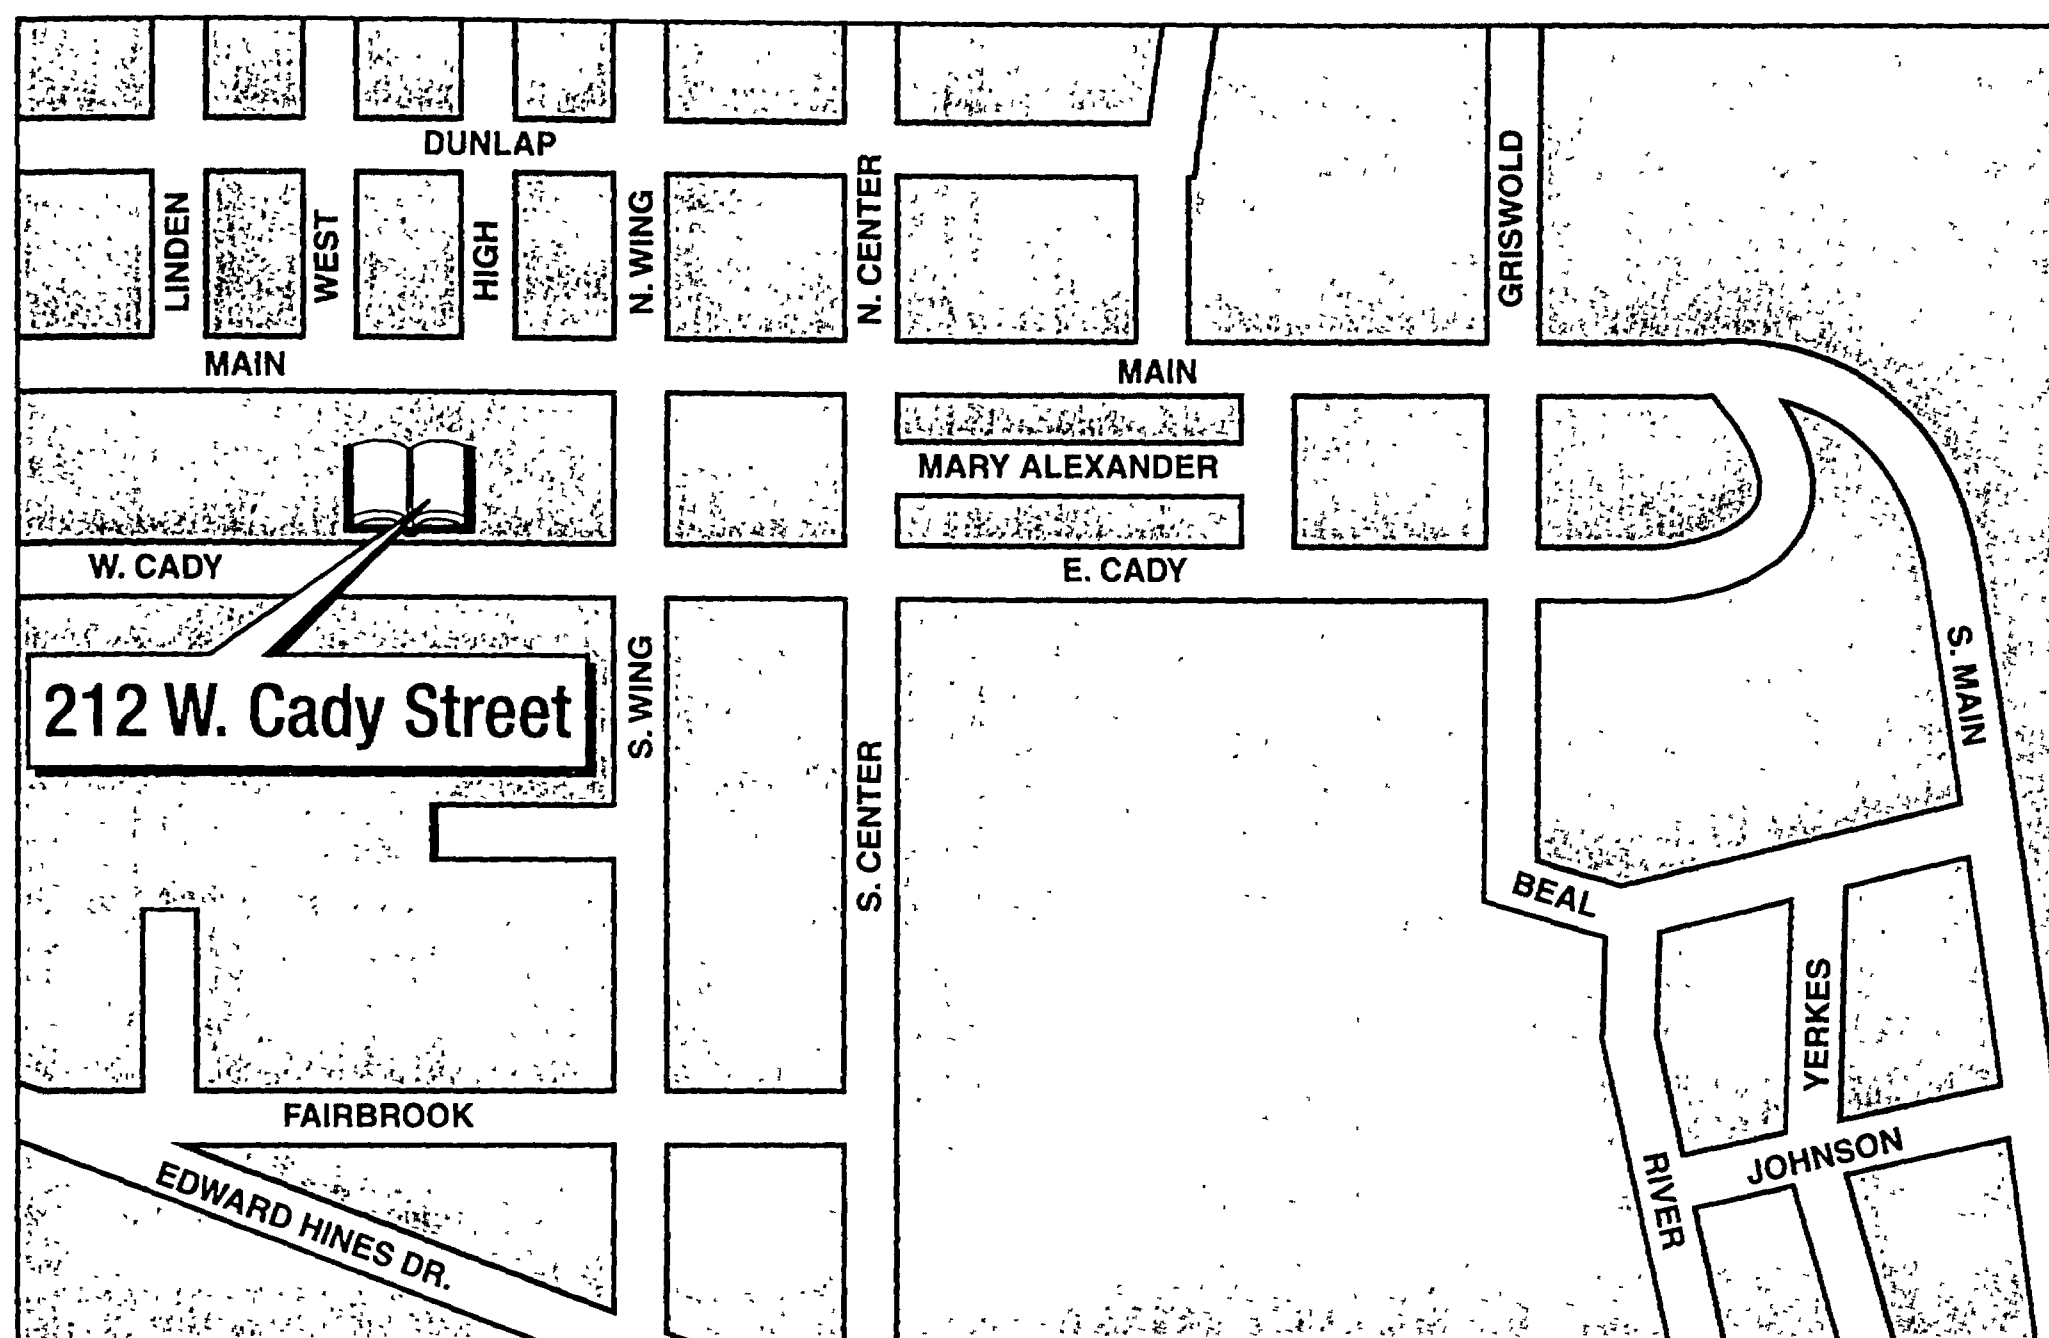 DUNLAP
LINDEN
WEST
HIGH
N. WING
N. CENTER
GRISWOLD
MAIN
MAIN
MARY ALEXANDER
W. CADY
E. CADY
212 W. Cady Street
S. WING
S. CENTER
S. MAIN
BEAL
YERKES
FAIRBROOK
JOHNSON
RIVER
EDWARD HINES DR.